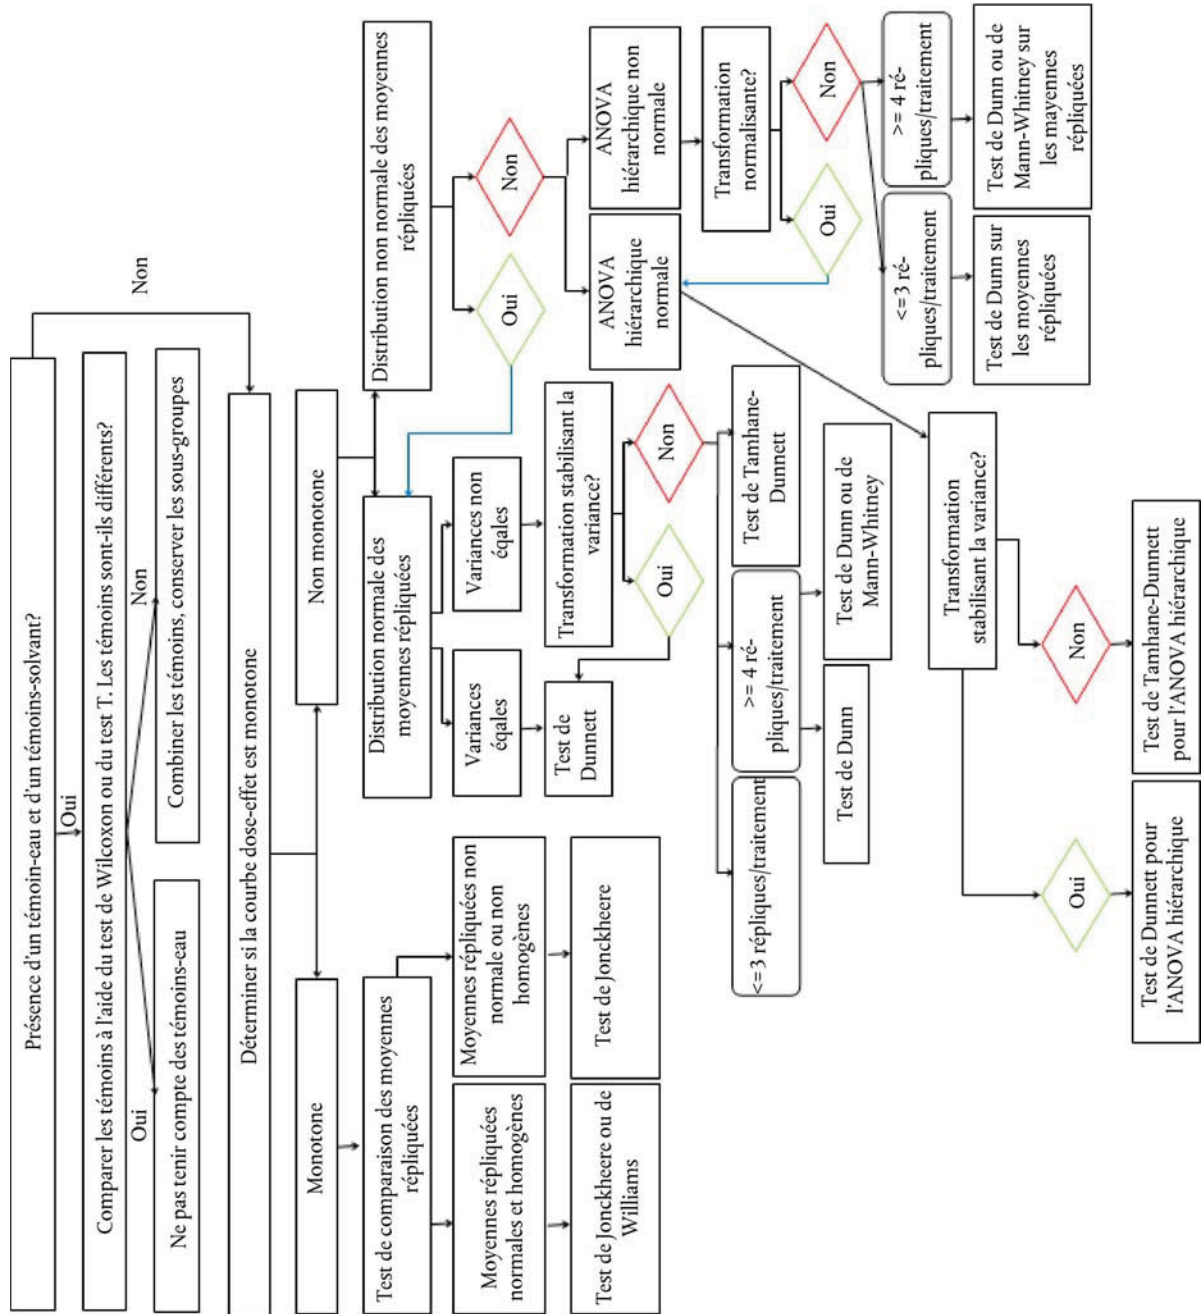 Présence d'un témoin-eau et d'un témoins-solvant?
Oui
Non
Comparer les témoins à l'aide du test de Wilcoxon ou du test T. Les témoins sont-ils différents?
Oui
Non
Ne pas tenir compte des témoins-eau
Combiner les témoins, conserver les sous-groupes
Déterminer si la courbe dose-effet est monotone
Monotone
Non monotone
Test de comparaison des moyennes
répliquées
Distribution normale des
moyennes répliquées
Distribution non normale des moyennes
répliquées
Moyennes répliquées
normales et homogènes
Moyennes répliquées non
normale ou non
homogènes
Variances
éqales
Variances non
éqales
Oui
Non
Test de Jonckheere ou de
Williams
Test de Jonckheere
Test de
Dunnett
Transformation stabilisant la
variance?
ANOVA
hiérarchique
normale
ANOVA
hiérarchique non
normale
Oui
Non
Transformation
normalisante?
Oui
Non
<=3 répliques/traitement
>= 4 ré-
pliques/traitement
Test de Tamhane-
Dunnett
Test de Dunn
Test de Dunn ou de
Mann-Whitney
<=3 ré-
pliques/traitement
>= 4 ré-
pliques/traitement
Test de Dunn sur
les moyennes
répliquées
Test de Dunn ou de
Mann-Whitney sur
les mayennes
répliquées
Transformation
stabilisant la variance?
Oui
Non
Test de Dunnett pour
l'ANOVA hiérarchique
Test de Tamhane-Dunnett
pour l'ANOVA hiérarchique